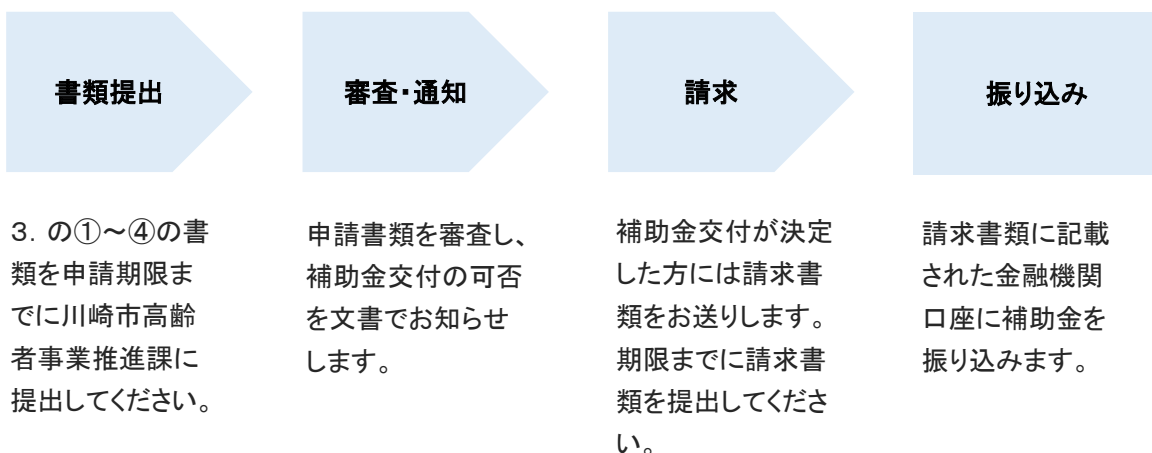 書類提出
3. の①～④の書
類を申請期限ま
でに川崎市高齢
者事業推進課に
提出してください。
審査・通知
申請書類を審査し、
補助金交付の可否
を文書でお知らせ
します。
請求
補助金交付が決定
した方には請求書
類をお送りします。
期限までに請求書
類を提出してくださ
い。
振り込み
請求書類に記載
された金融機関
口座に補助金を
振り込みます。